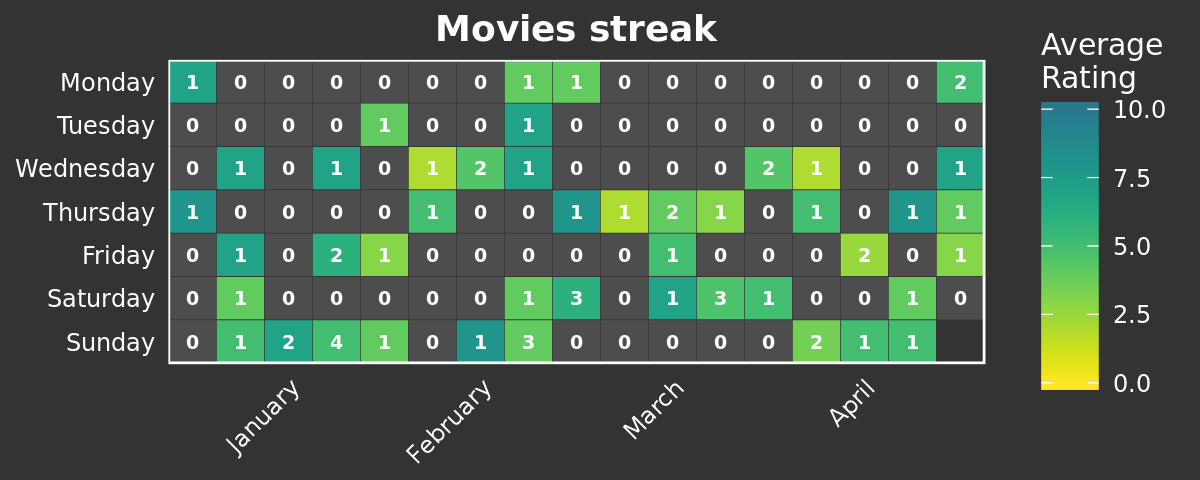 Movies streak
Average
Rating
Monday 1 0 0 0 0 0 0 1 1 0 0 0 0 0 0 0 2
Tuesday 0 0 0 0 1 0 0 1 0 0 0 0 0 0 0 0 0
Wednesday 0 1 0 1 0 1 2 1 0 0 0 0 2 1 0 0 1
Thursday 1 0 0 0 0 1 0 0 1 1 2 1 0 1 0 1 1
Friday 0 1 0 2 1 0 0 0 0 0 1 0 0 0 2 0 1
Saturday 0 1 0 0 0 0 0 1 3 0 1 3 1 0 0 1 0
Sunday 0 1 2 4 1 0 1 3 0 0 0 0 0 2 1 1
January February March April
10.0
7.5
5.0
2.5
0.0